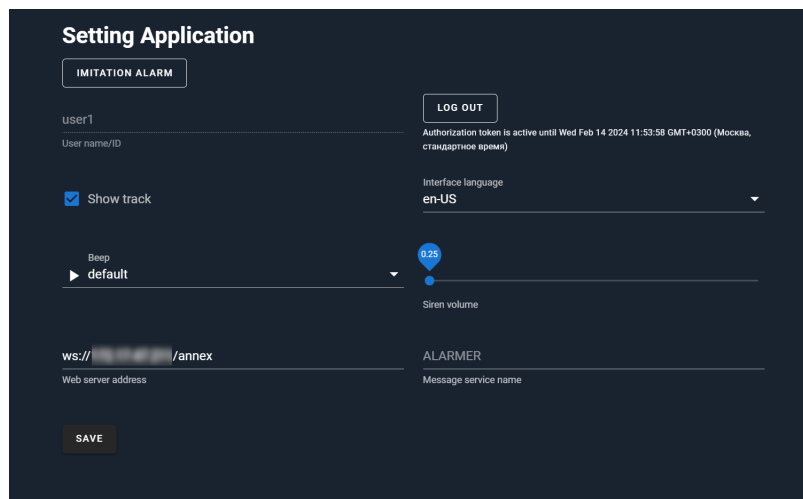 Setting Application
IMITATION ALARM
user1
User name/ID
LOG OUT
Authorization token is active until Wed Feb 14 2024 11:53:58 GMT+0300 (Москва,
стандартное время)
Show track
Interface language
en-US
Beep
default
0.25
Siren volume
ws:// /annex
Web server address
ALARMER
Message service name
SAVE